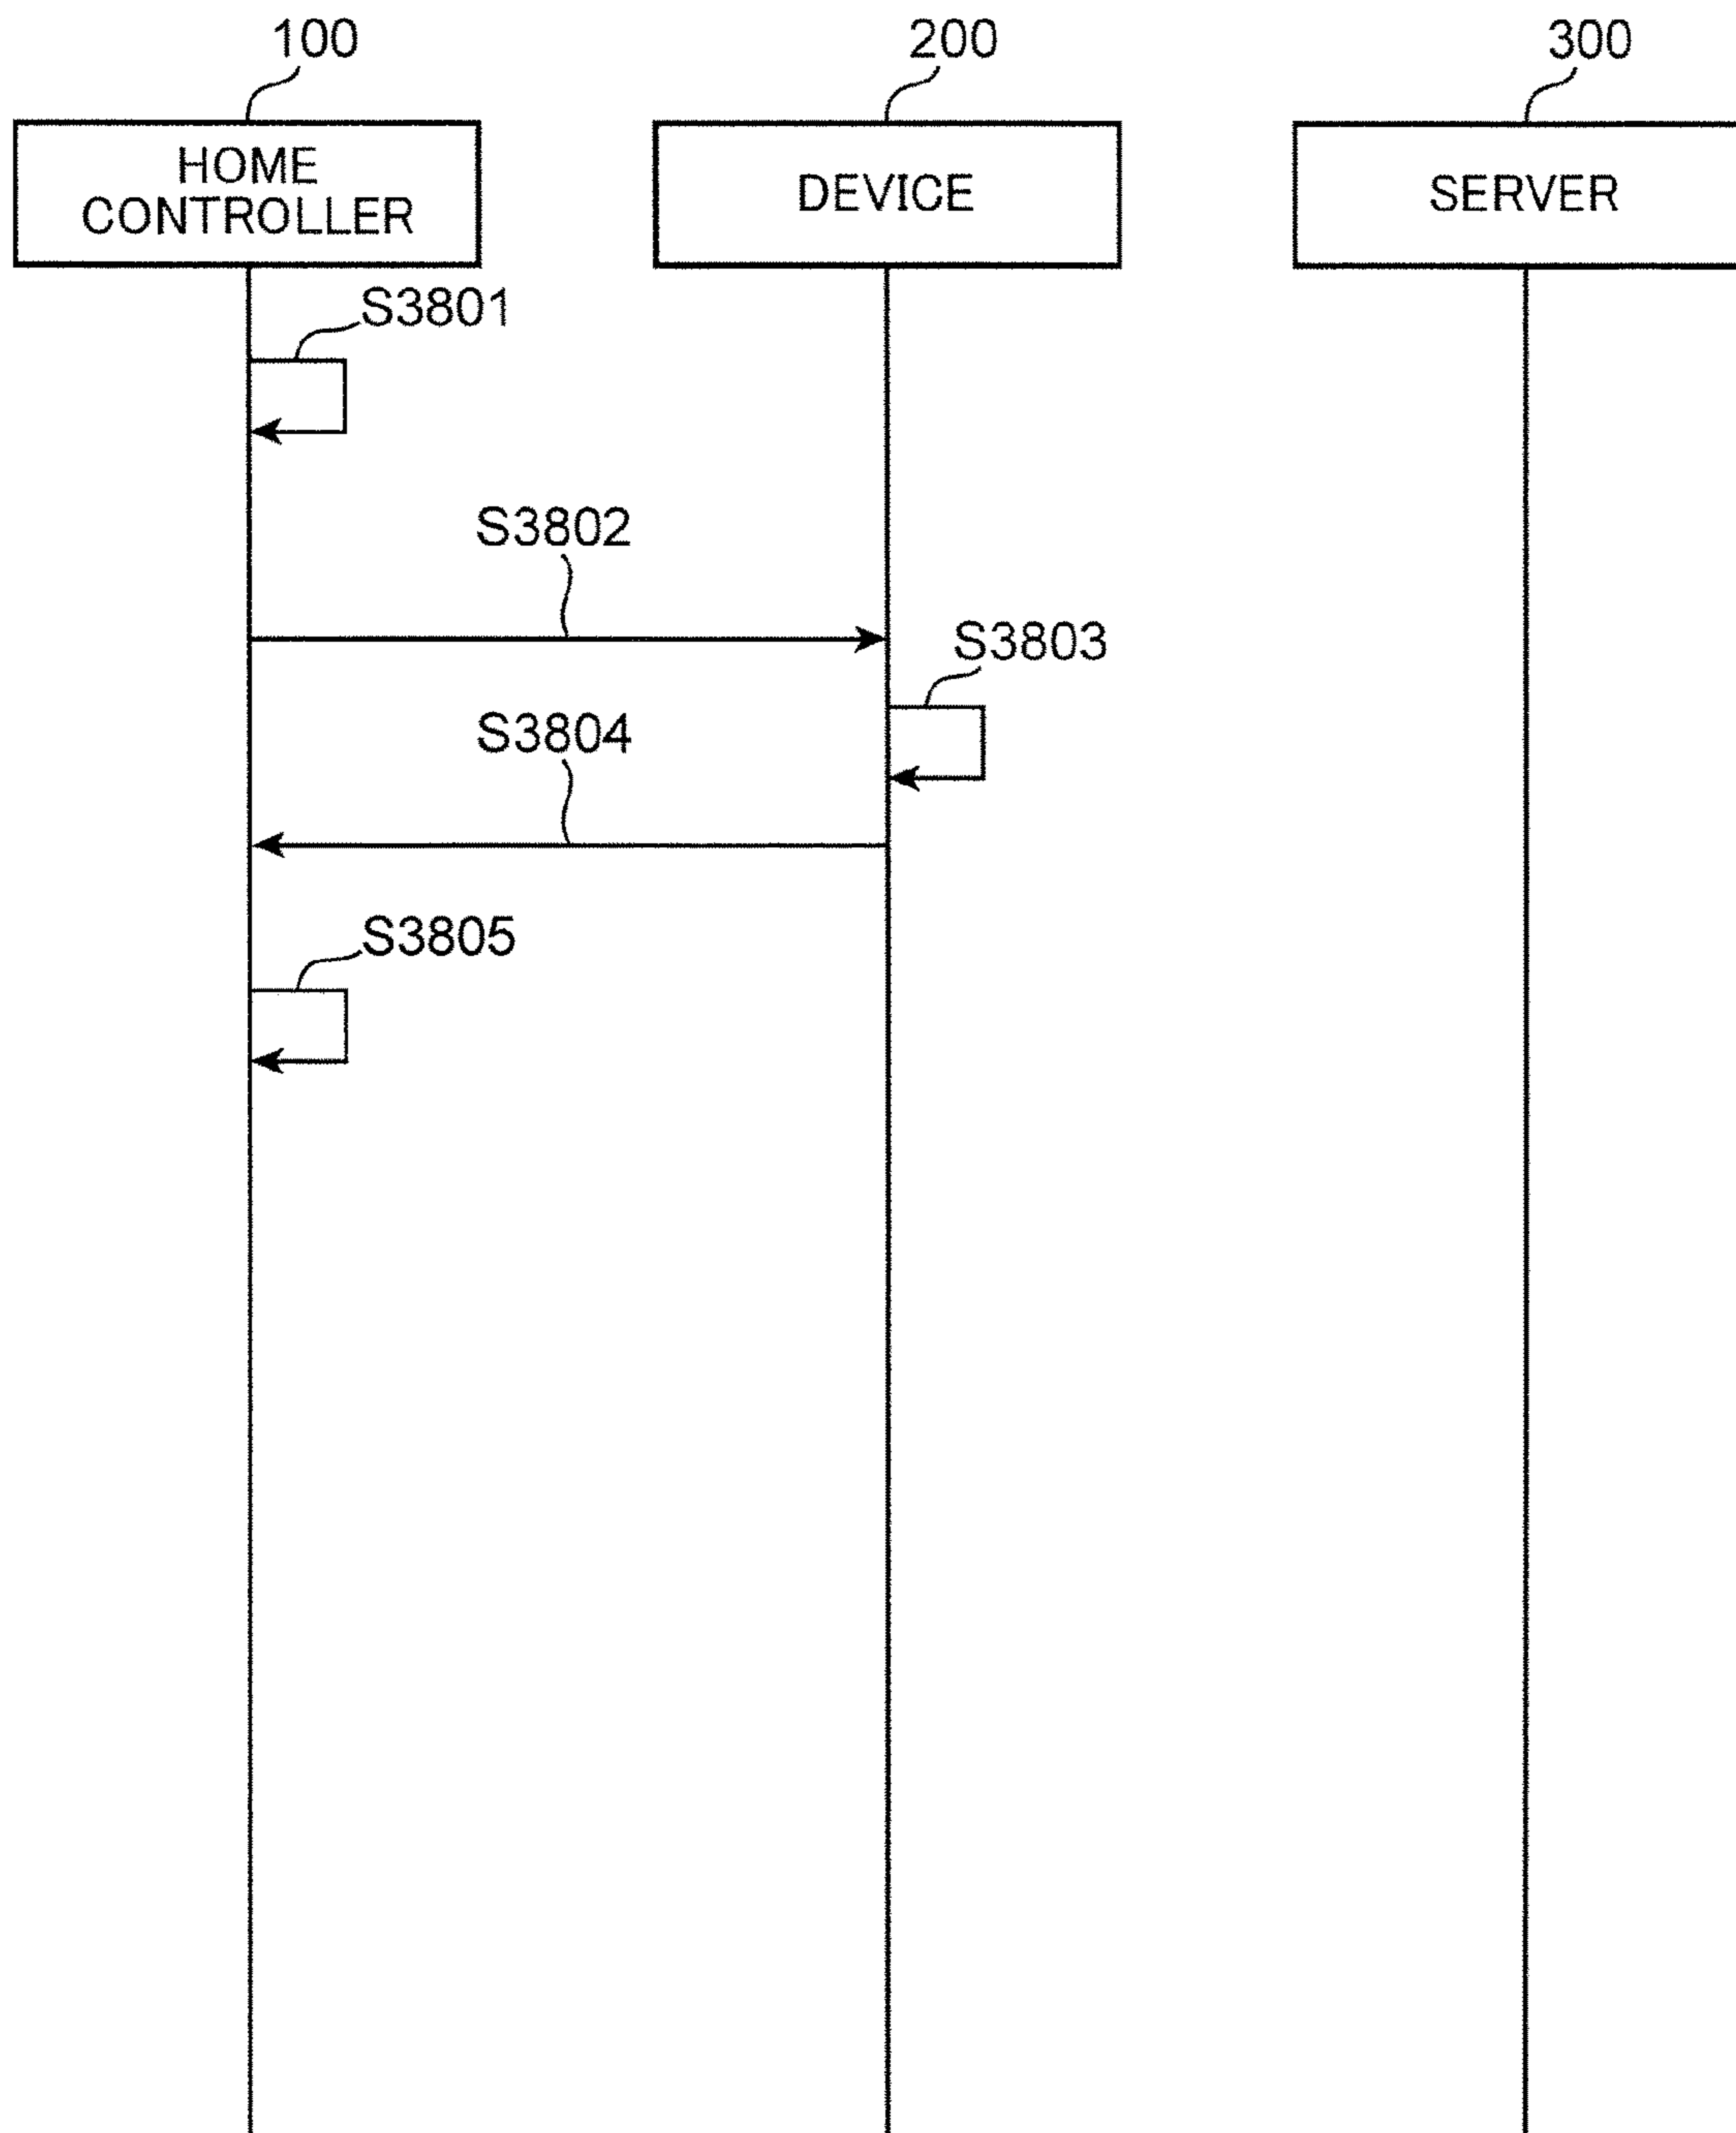 100
200
300
HOME
CONTROLLER
DEVICE
SERVER
S3801
S3802
S3803
S3804
S3805